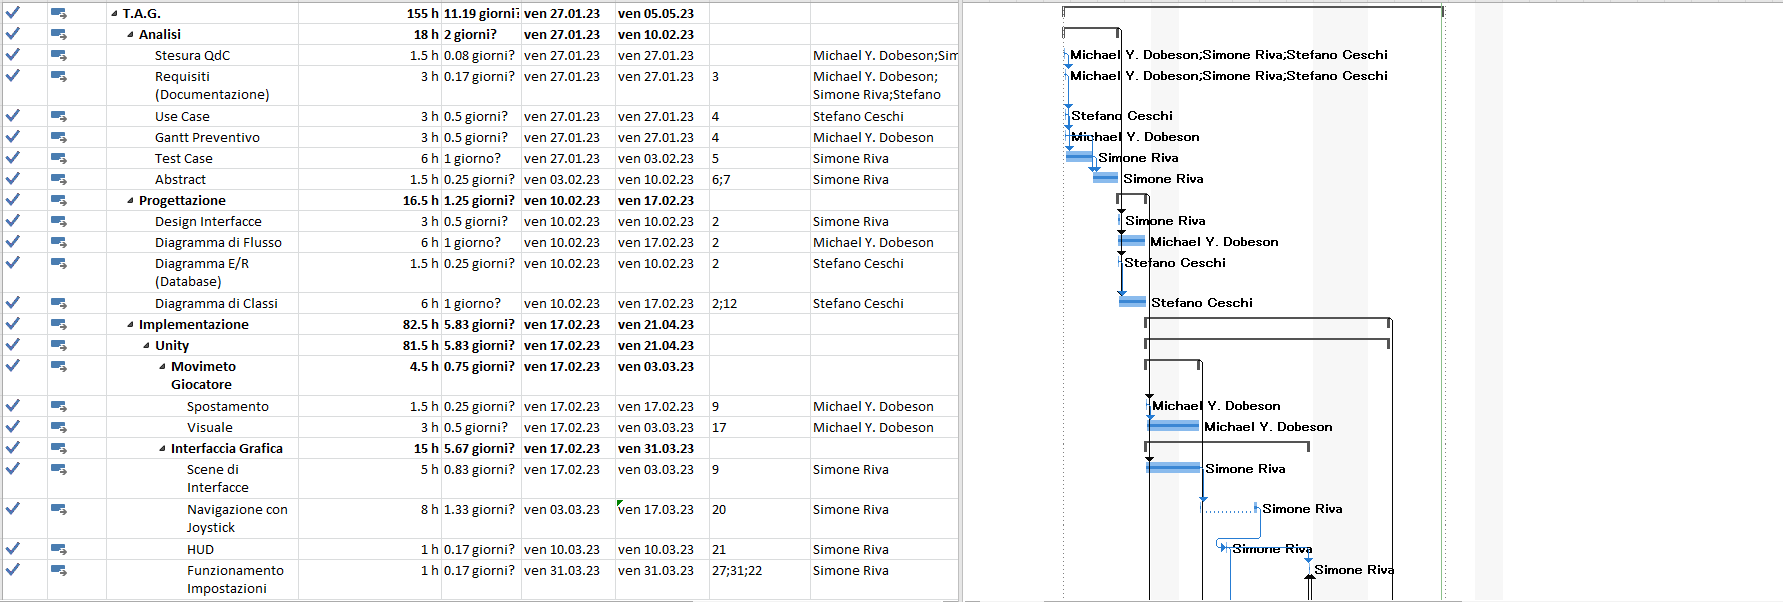 T.A.G. 155 h 11.19 giorni? ven 27.01.23 ven 05.05.23
Analisi 18 h 2 giorni? ven 27.01.23 ven 10.02.23
Stesura QdC 1.5 h 0.08 giorni? ven 27.01.23 ven 27.01.23 Michael Y. Dobeson;Sim Michael Y. Dobeson;Simone Riva;Stefano Ceschi
Requisiti 3 h 0.17 giorni? ven 27.01.23 ven 27.01.23 3 Michael Y. Dobeson; Michael Y. Dobeson;Simone Riva;Stefano Ceschi
(Documentazione) Simone Riva;Stefano
Use Case 3 h 0.5 giorni? ven 27.01.23 ven 27.01.23 4 Stefano Ceschi Stefano Ceschi
Gantt Preventivo 3 h 0.5 giorni? ven 27.01.23 ven 27.01.23 4 Michael Y. Dobeson Michael Y. Dobeson
Test Case 6 h 1 giorno? ven 27.01.23 ven 03.02.23 5 Simone Riva Simone Riva
Abstract 1.5 h 0.25 giorni? ven 03.02.23 ven 10.02.23 6;7 Simone Riva Simone Riva
Progettazione 16.5 h 1.25 giorni? ven 10.02.23 ven 17.02.23
Design Interfacce 3 h 0.5 giorni? ven 10.02.23 ven 10.02.23 2 Simone Riva Simone Riva
Diagramma di Flusso 6 h 1 giorno? ven 10.02.23 ven 17.02.23 2 Michael Y. Dobeson Michael Y. Dobeson
Diagramma E/R 1.5 h 0.25 giorni? ven 10.02.23 ven 10.02.23 2 Stefano Ceschi Stefano Ceschi
(Database)
Diagramma di Classi 6 h 1 giorno? ven 10.02.23 ven 17.02.23 2;12 Stefano Ceschi Stefano Ceschi
Implementazione 82.5 h 5.83 giorni? ven 17.02.23 ven 21.04.23
Unity 81.5 h 5.83 giorni? ven 17.02.23 ven 21.04.23
Movimeto 4.5 h 0.75 giorni? ven 17.02.23 ven 03.03.23
Giocatore
Spostamento 1.5 h 0.25 giorni? ven 17.02.23 ven 17.02.23 9 Michael Y. Dobeson Michael Y. Dobeson
Visuale 3 h 0.5 giorni? ven 17.02.23 ven 03.03.23 17 Michael Y. Dobeson Michael Y. Dobeson
Interfaccia Grafica 15 h 5.67 giorni? ven 17.02.23 ven 31.03.23
Scene di 5 h 0.83 giorni? ven 17.02.23 ven 03.03.23 9 Simone Riva Simone Riva
Interfacce
Navigazione con 8 h 1.33 giorni? ven 03.03.23 ven 17.03.23 20 Simone Riva Simone Riva
Joystick
HUD 1 h 0.17 giorni? ven 10.03.23 ven 10.03.23 21 Simone Riva Simone Riva
Funzionamento 1 h 0.17 giorni? ven 31.03.23 ven 31.03.23 27;31;22 Simone Riva Simone Riva
Impostazioni